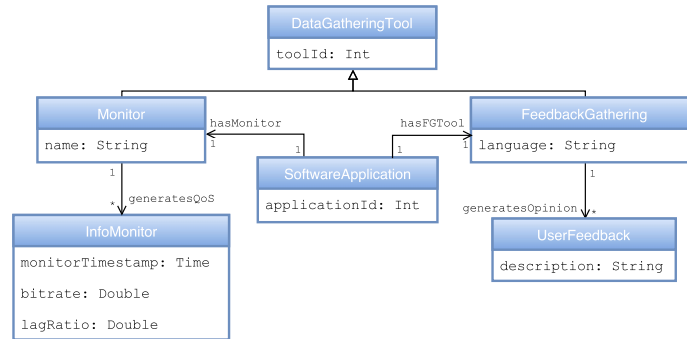 DataGatheringTool
toolId: Int
Monitor
name: String
hasMonitor
1
1
hasFGTool
1
1
FeedbackGathering
language: String
SoftwareApplication
applicationId: Int
1
generatesQoS
*
1
generatesOpinion
*
InfoMonitor
monitorTimestamp: Time
bitrate: Double
lagRatio: Double
UserFeedback
description: String